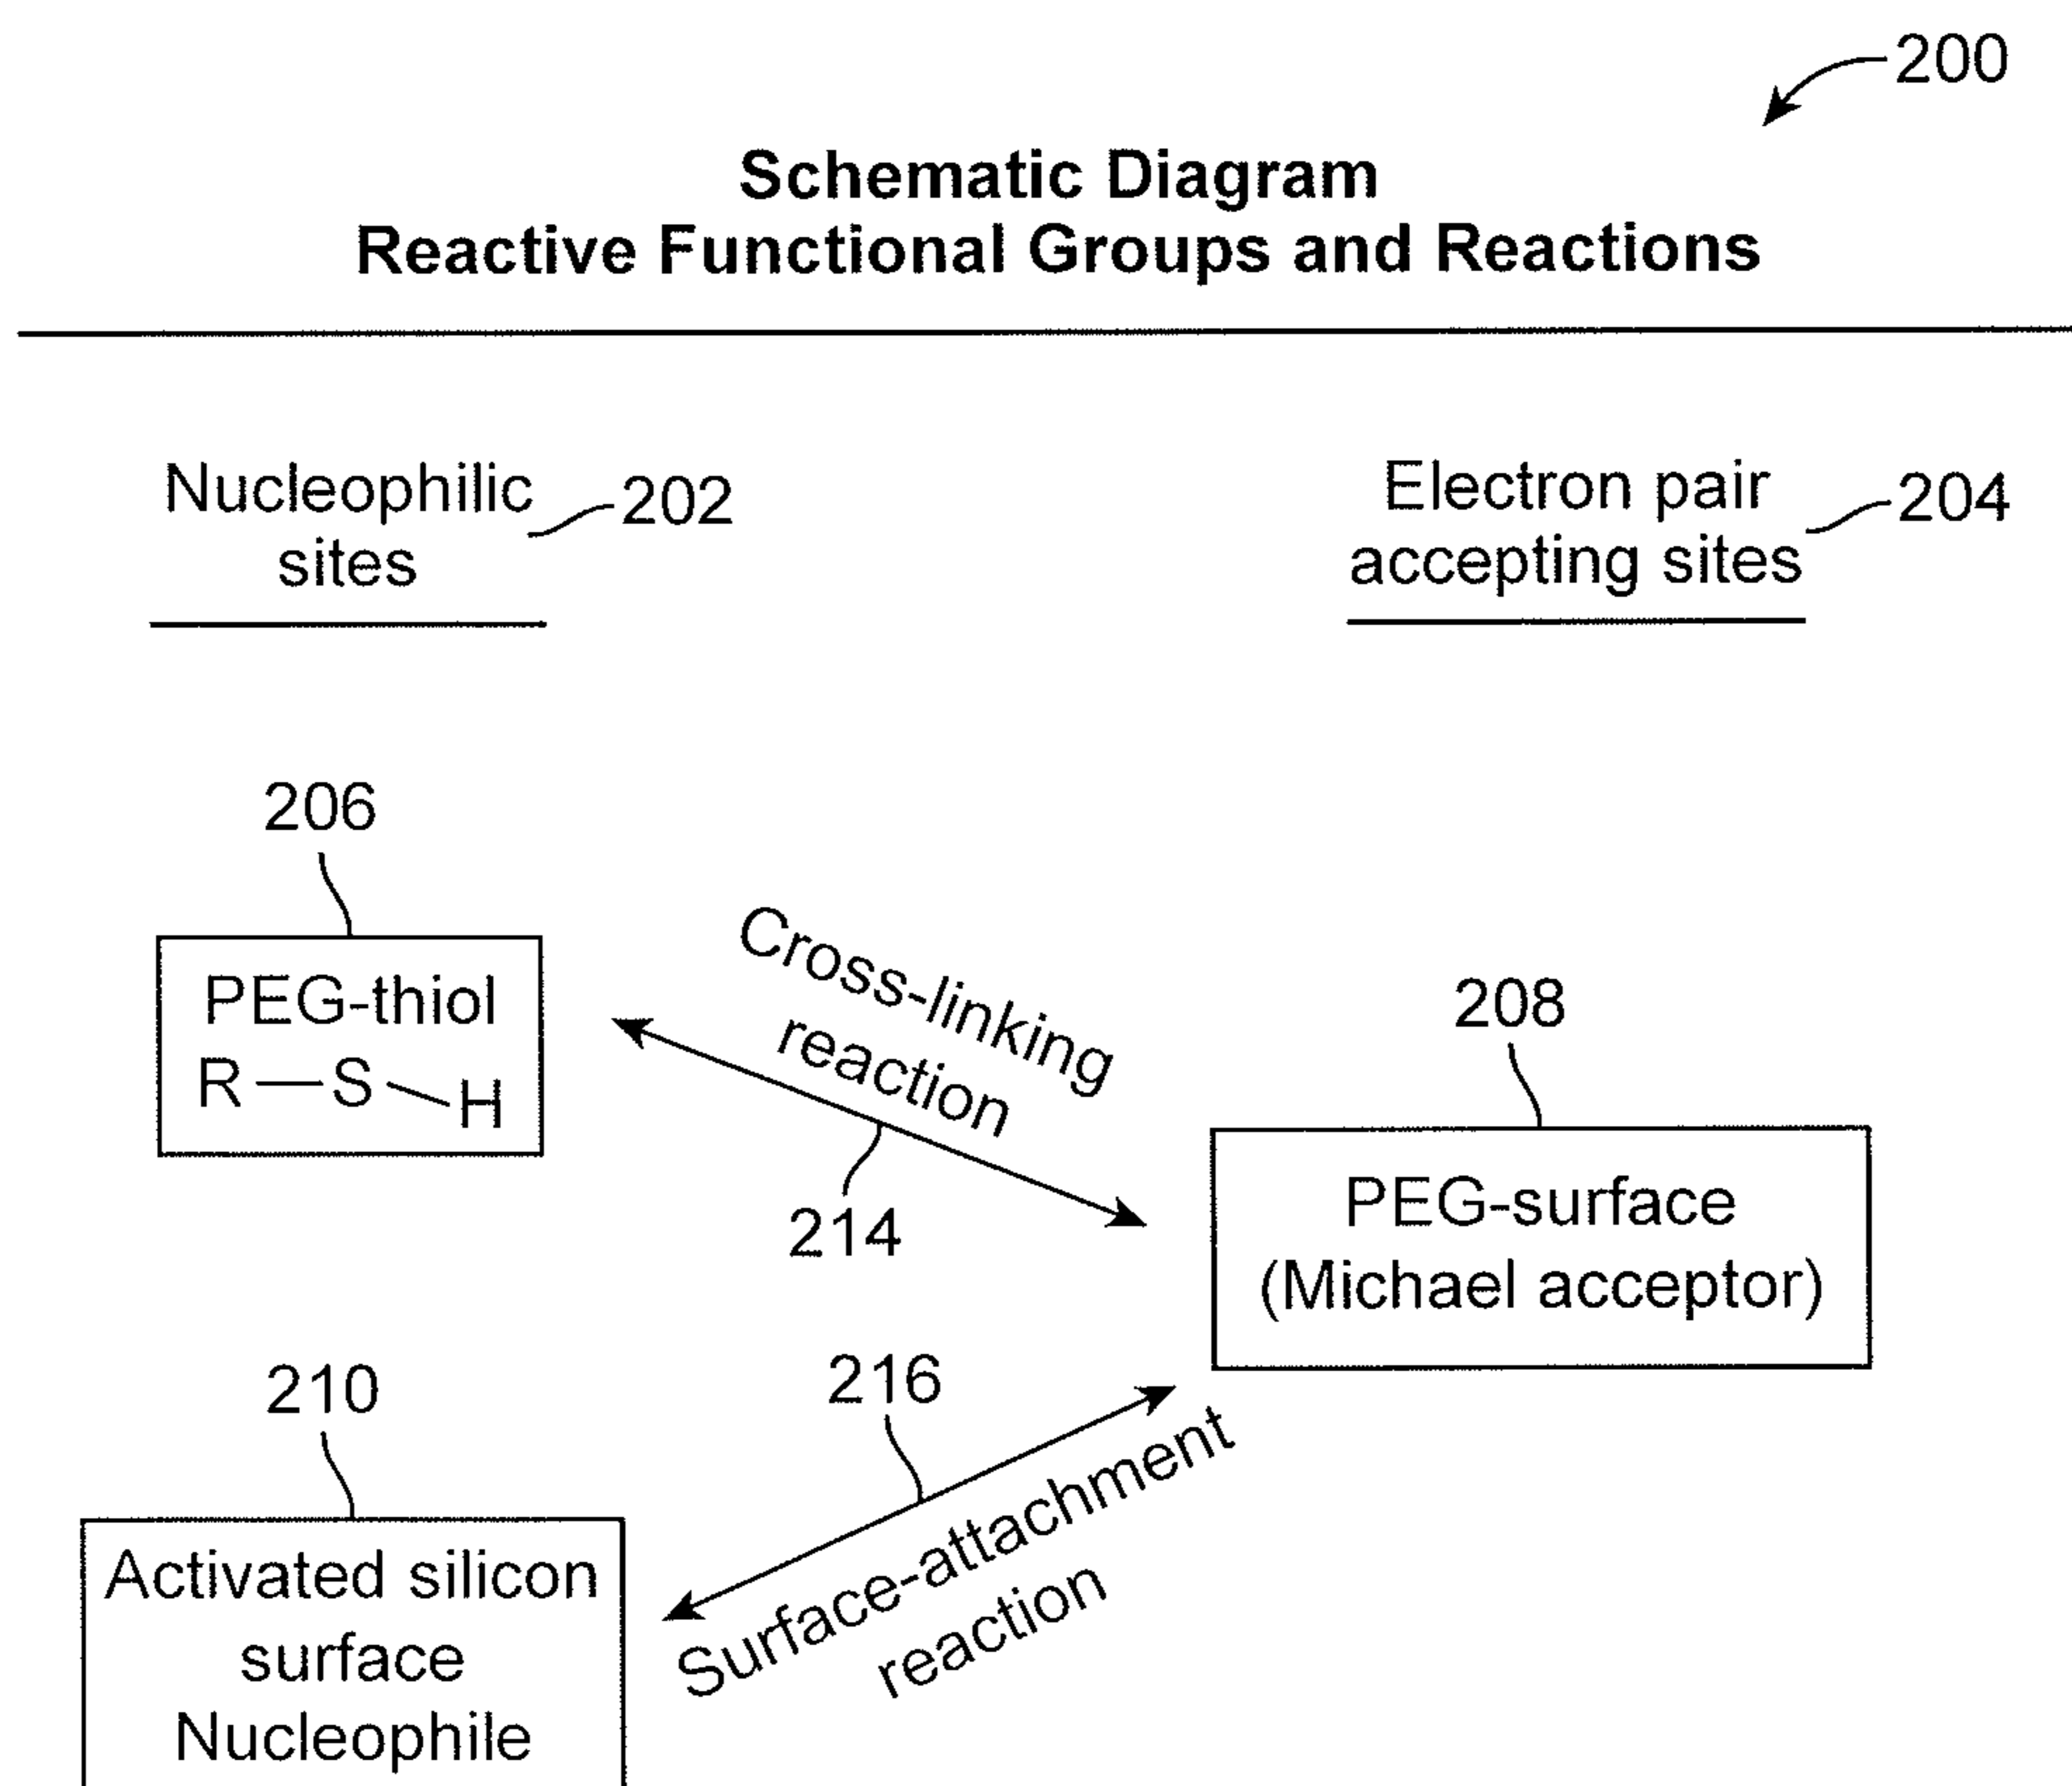 200
Schematic Diagram
Reactive Functional Groups and Reactions
Nucleophilic
sites
202
Electron pair
accepting sites
204
206
PEG-thiol
R—S—H
Cross-linking
reaction
214
208
PEG-surface
(Michael acceptor)
210
216
Surface-attachment
reaction
Activated silicon
surface
Nucleophile